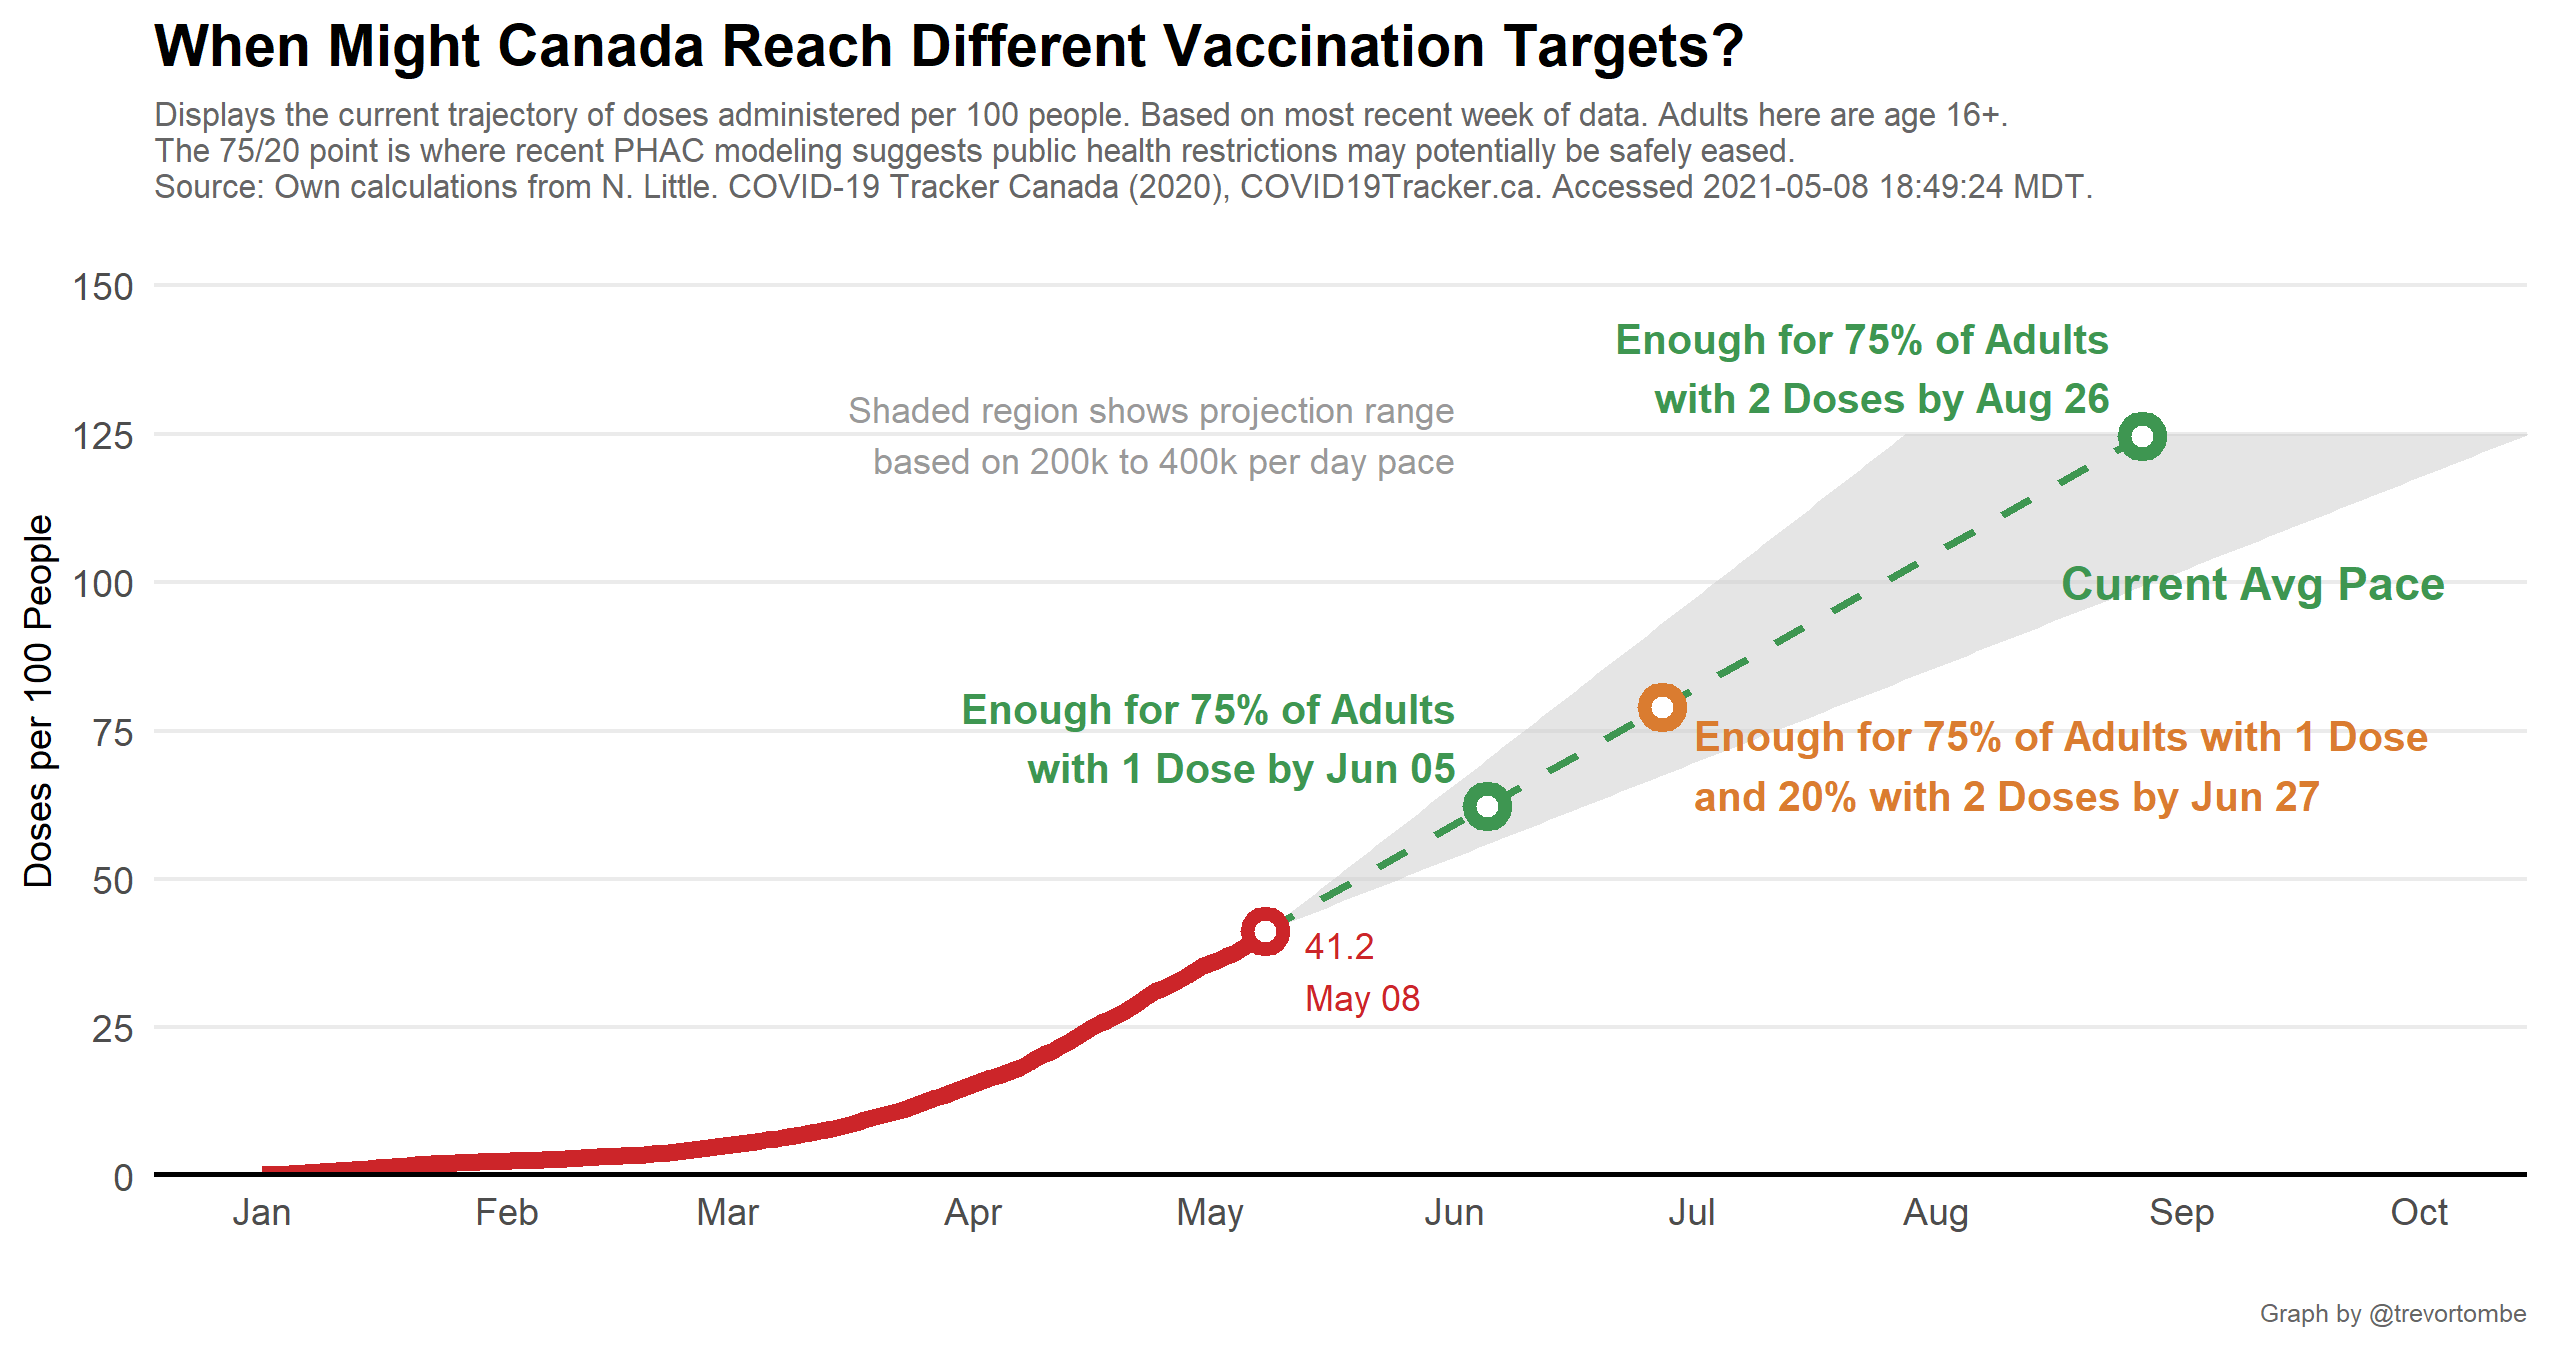 When Might Canada Reach Different Vaccination Targets?
Displays the current trajectory of doses administered per 100 people. Based on most recent week of data. Adults here are age 16+.
The 75/20 point is where recent PHAC modeling suggests public health restrictions may potentially be safely eased.
Source: Own calculations from N. Little. COVID-19 Tracker Canada (2020), COVID19Tracker.ca. Accessed 2021-05-08 18:49:24 MDT.
Doses per 100 People
150
125
100
75
50
25
0
Enough for 75% of Adults
with 2 Doses by Aug 26
Shaded region shows projection range
based on 200k to 400k per day pace
Current Avg Pace
Enough for 75% of Adults
with 1 Dose by Jun 05
Enough for 75% of Adults with 1 Dose
and 20% with 2 Doses by Jun 27
41.2
May 08
Jan Feb Mar Apr May Jun Jul Aug Sep Oct
Graph by @trevortombe